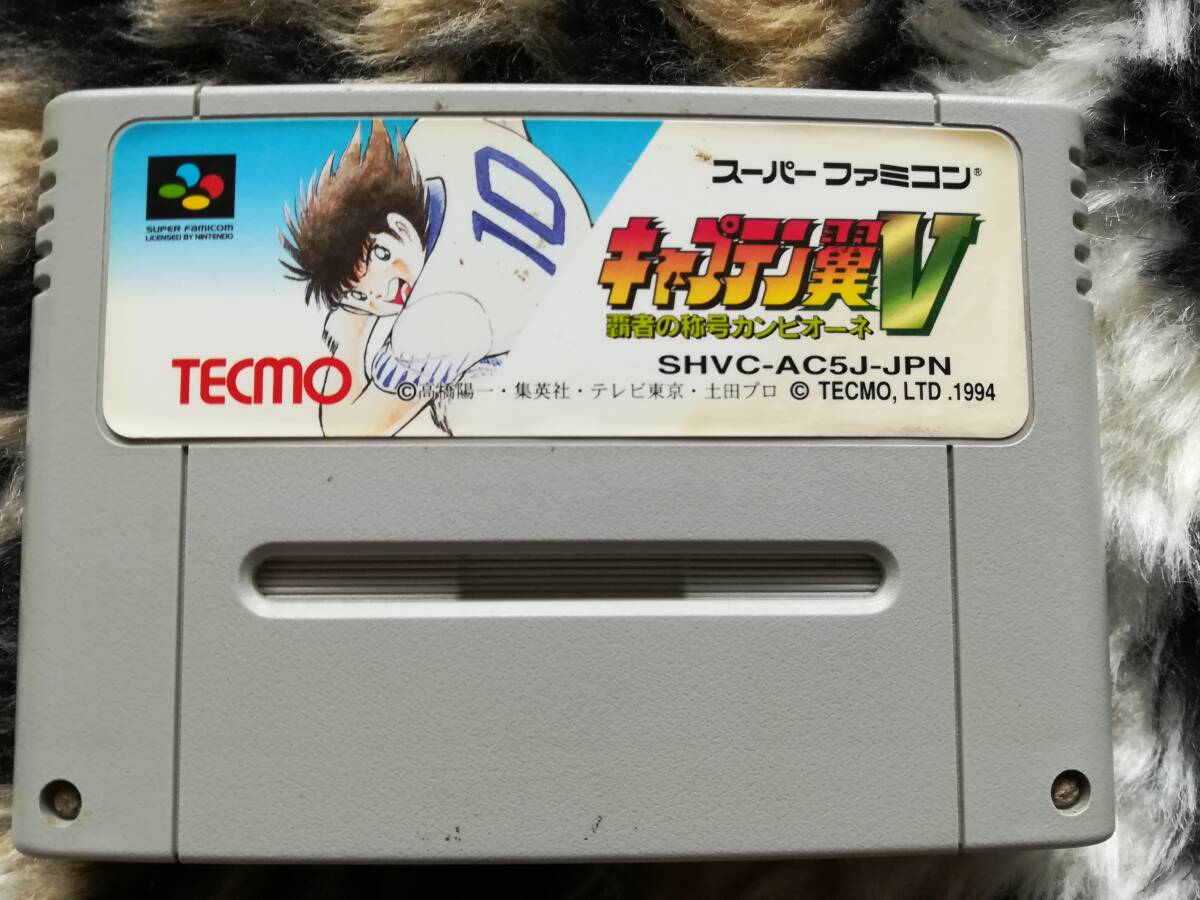 SUPER FAMICOM
LICENSED BY NINTENDO
10
スーパーファミコン®
キャプテン翼V
覇者の称号カンピオーネ
TECMO
SHVC-AC5J-JPN
©高橋陽一・集英社・テレビ東京・土田プロ © TECMO, LTD.1994